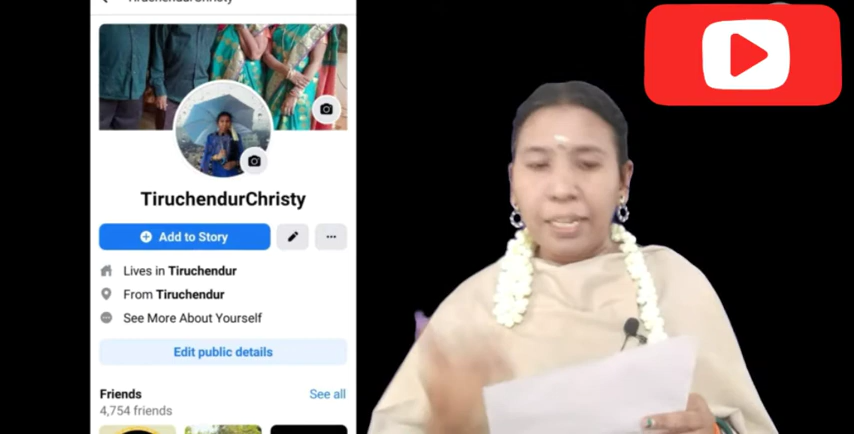 TiruchendurChristy
TiruchendurChristy
Add to Story
Lives in Tiruchendur
From Tiruchendur
See More About Yourself
Edit public details
Friends
See all
4,754 friends